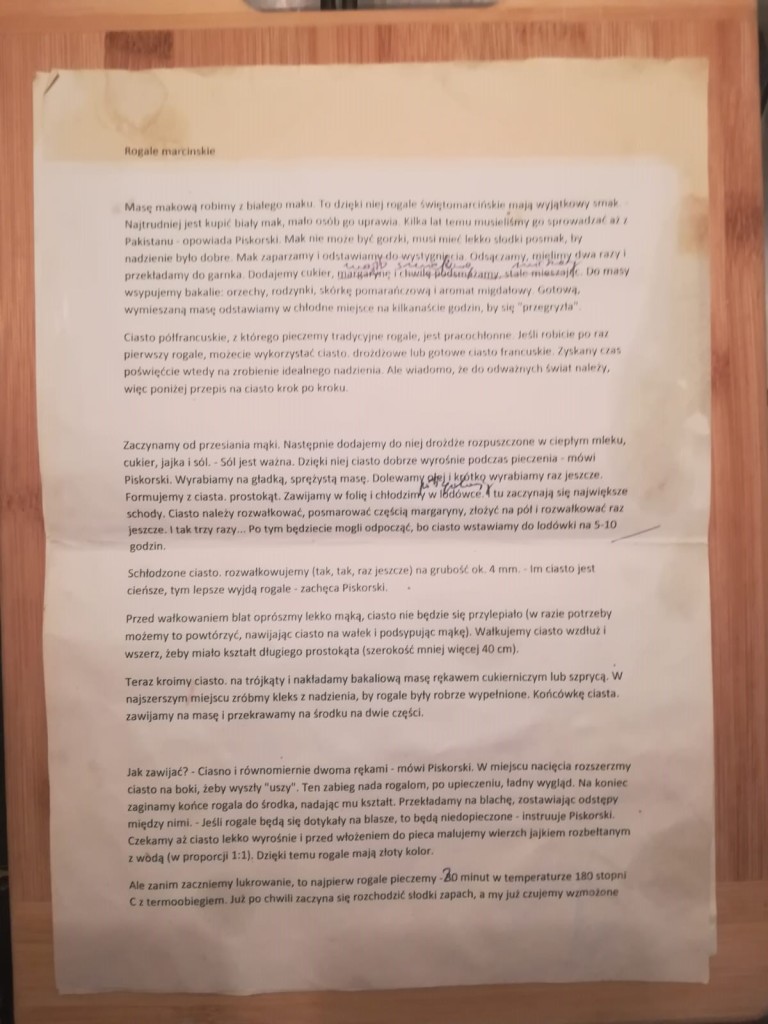 Rogale marcinskie
Masę makową robimy z białego maku. To dzięki niej rogale świętomarcińskie mają wyjątkowy smak.
Najtrudniej jest kupić biały mak, mało osób go uprawia. Kilka lat temu musieliśmy go sprowadzać aż z
Pakistanu - opowiada Piskorski. Mak nie może być gorzki, musi mieć lekko słodki posmak, by
nadzienie było dobre. Mak zaparzamy i odstawiamy do wystygnięcia. Odsączamy, mielimy dwa razy i
przekładamy do garnka. Dodajemy cukier, margarynę i chwilę podsmażamy, stale mieszając. Do masy
wsypujemy bakalie: orzechy, rodzynki, skórkę pomarańczową i aromat migdałowy. Gotową,
wymieszaną masę odstawiamy w chłodne miejsce na kilkanaście godzin, by się "przegryzła".
Ciasto półfrancuskie, z którego pieczemy tradycyjne rogale, jest pracochłonne. Jeśli robicie po raz
pierwszy rogale, możecie wykorzystać ciasto. drożdżowe lub gotowe ciasto francuskie. Zyskany czas
poświęćcie wtedy na zrobienie idealnego nadzienia. Ale wiadomo, że do odważnych świat należy,
więc poniżej przepis na ciasto krok po kroku.
Zaczynamy od przesiania mąki. Następnie dodajemy do niej drożdże rozpuszczone w ciepłym mleku,
cukier, jajka i sól. - Sól jest ważna. Dzięki niej ciasto dobrze wyrośnie podczas pieczenia - mówi
Piskorski. Wyrabiamy na gładką, sprężystą masę. Dolewamy olej i krótko wyrabiamy raz jeszcze.
Formujemy z ciasta. prostokąt. Zawijamy w folię i chłodzimy w lodówce. I tu zaczynają się największe
schody. Ciasto należy rozwałkować, posmarować częścią margaryny, złożyć na pół i rozwałkować raz
jeszcze. I tak trzy razy... Po tym będziecie mogli odpocząć, bo ciasto wstawiamy do lodówki na 5-10
godzin.
Schłodzone ciasto. rozwałkowujemy (tak, tak, raz jeszcze) na grubość ok. 4 mm. - Im ciasto jest
cieńsze, tym lepsze wyjdą rogale - zachęca Piskorski.
Przed wałkowaniem blat oprószmy lekko mąką, ciasto nie będzie się przylepiało (w razie potrzeby
możemy to powtórzyć, nawijając ciasto na wałek i podsypując mąkę). Wałkujemy ciasto wzdłuż i
wszerz, żeby miało kształt długiego prostokąta (szerokość mniej więcej 40 cm).
Teraz kroimy ciasto. na trójkąty i nakładamy bakaliową masę rękawem cukierniczym lub szprycą. W
najszerszym miejscu zróbmy kleks z nadzienia, by rogale były robrze wypełnione. Końcówkę ciasta.
zawijamy na masę i przekrawamy na środku na dwie części.
Jak zawijać? - Ciasno i równomiernie dwoma rękami - mówi Piskorski. W miejscu nacięcia rozszerzmy
ciasto na boki, żeby wyszły "uszy". Ten zabieg nada rogalom, po upieczeniu, ładny wygląd. Na koniec
zaginamy końce rogala do środka, nadając mu kształt. Przekładamy na blachę, zostawiając odstępy
między nimi. - Jeśli rogale będą się dotykały na blasze, to będą niedopieczone - instruuje Piskorski.
Czekamy aż ciasto lekko wyrośnie i przed włożeniem do pieca malujemy wierzch jajkiem rozbełtanym
z wodą (w proporcji 1:1). Dzięki temu rogale mają złoty kolor.
Ale zanim zaczniemy lukrowanie, to najpierw rogale pieczemy -20 minut w temperaturze 180 stopni
C z termoobiegiem. Już po chwili zaczyna się rozchodzić słodki zapach, a my już czujemy wzmożone